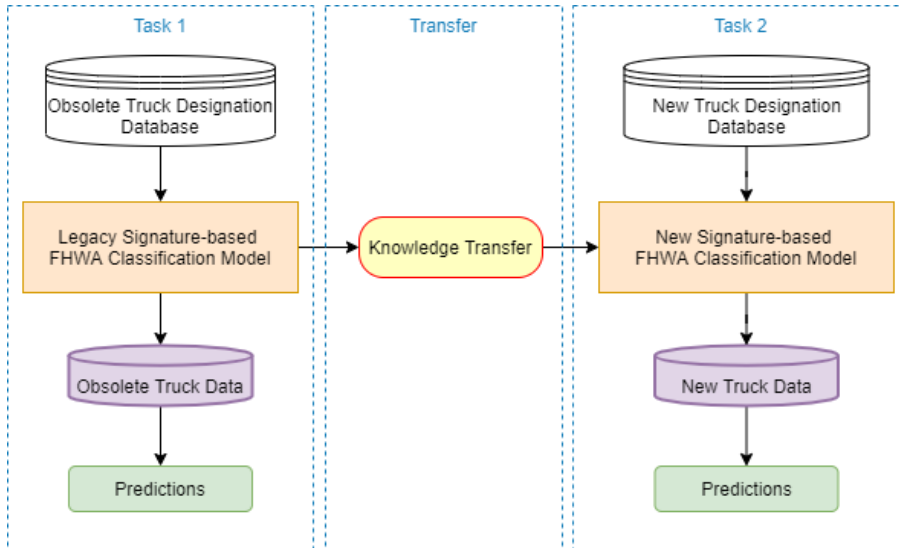 Task 1
Obsolete Truck Designation
Database
Legacy Signature-based
FHWA Classification Model
Obsolete Truck Data
Predictions
Transfer
Knowledge Transfer
Task 2
New Truck Designation
Database
New Signature-based
FHWA Classification Model
New Truck Data
Predictions